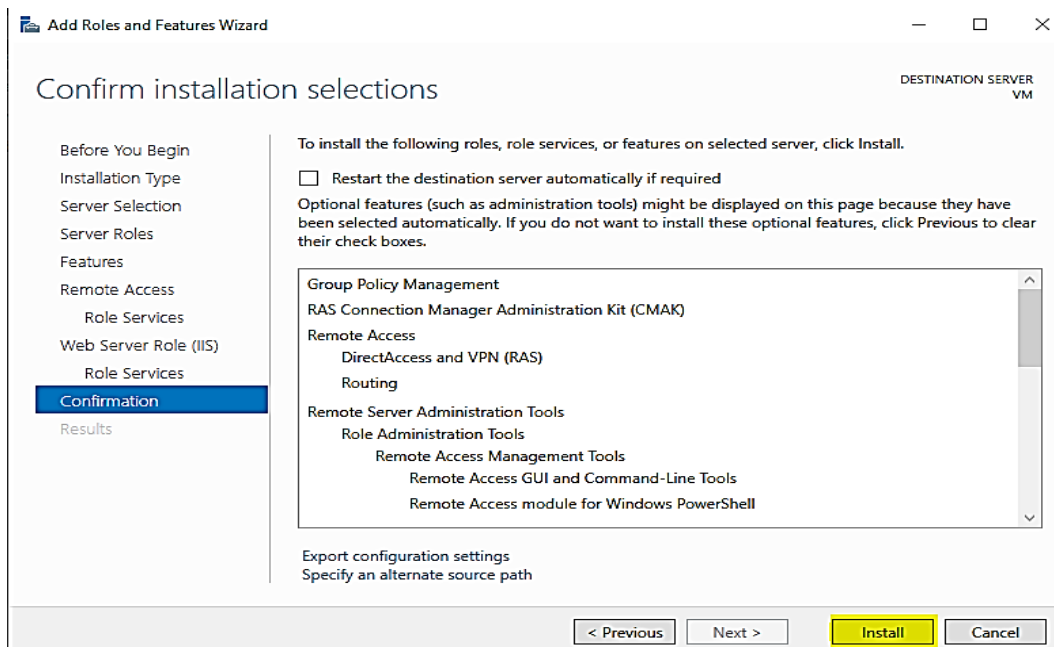 Add Roles and Features Wizard
Confirm installation selections
DESTINATION SERVER
VM
Before You Begin
Installation Type
Server Selection
Server Roles
Features
Remote Access
Role Services
Web Server Role (IIS)
Role Services
Confirmation
Results
To install the following roles, role services, or features on selected server, click Install.
Restart the destination server automatically if required
Optional features (such as administration tools) might be displayed on this page because they have
been selected automatically. If you do not want to install these optional features, click Previous to clear
their check boxes.
Group Policy Management
RAS Connection Manager Administration Kit (CMAK)
Remote Access
DirectAccess and VPN (RAS)
Routing
Remote Server Administration Tools
Role Administration Tools
Remote Access Management Tools
Remote Access GUI and Command-Line Tools
Remote Access module for Windows PowerShell
Export configuration settings
Specify an alternate source path
< Previous
Next >
Install
Cancel